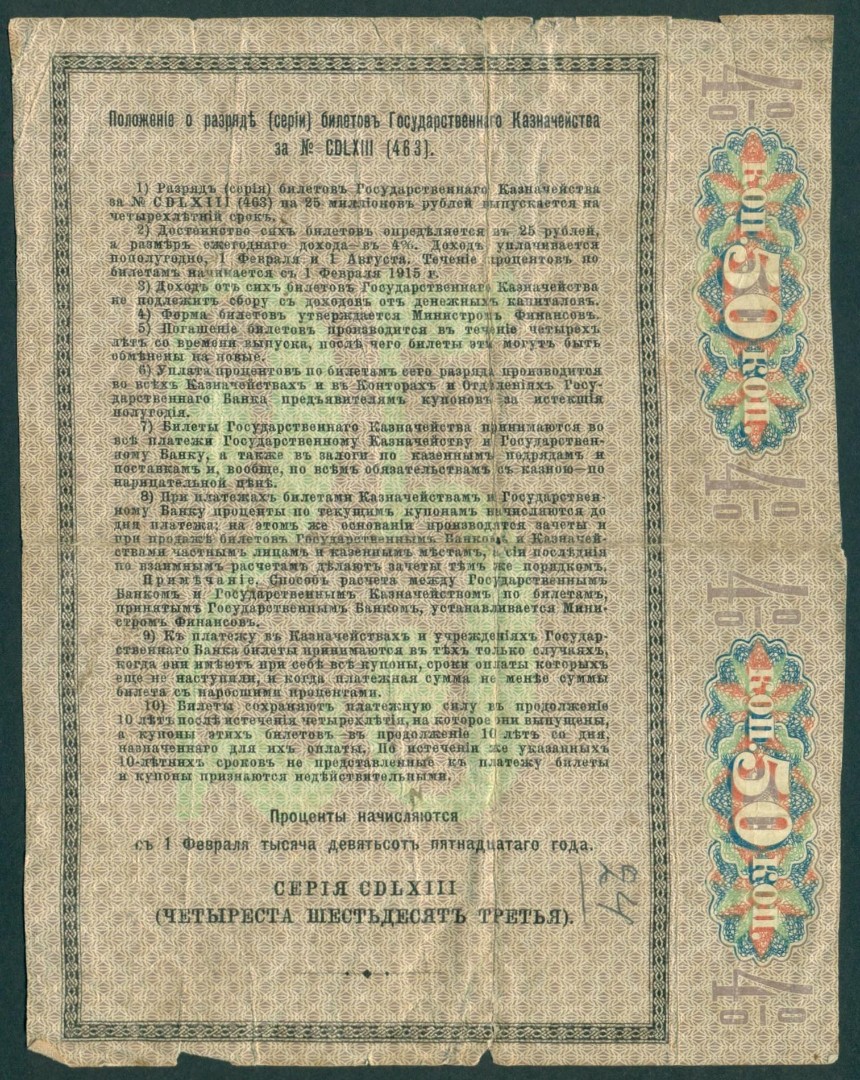 Положеніе о разрядѣ (серіи) билетовъ Государственнаго Казначейства
за № CDLXIII (463).
1) Разрядъ (серія) билетовъ Государственнаго Казначейства
за № CDLXIII (463) на 25 милліоновъ рублей выпускается на
четырехлѣтній срокъ.
2) Достоинство сихъ билетовъ опредѣляется въ 25 рублей,
а размѣръ ежегоднаго дохода—въ 4%. Доходъ уплачивается
пополугодно, 1 Февраля и 1 Августа. Теченіе процентовъ по
билетамъ начинается съ 1 Февраля 1915 г.
3) Доходъ отъ сихъ билетовъ Государственнаго Казначейства
не подлежитъ сбору съ доходовъ отъ денежныхъ капиталовъ.
4) Форма билетовъ утверждается Министромъ Финансовъ.
5) Погашеніе билетовъ производится въ теченіе четырехъ
лѣтъ со времени выпуска, послѣ чего билеты эти могутъ быть
обмѣнены на новые.
6) Уплата процентовъ по билетамъ сего разряда производится
во всѣхъ Казначействахъ и въ Конторахъ и Отдѣленіяхъ Госу-
дарственнаго Банка предъявителямъ купоновъ за истекшія
полугодія.
7) Билеты Государственнаго Казначейства принимаются во
всѣ платежи Государственному Казначейству и Государствен-
ному Банку, а также въ залоги по казеннымъ подрядамъ и
поставкамъ и, вообще, по всѣмъ обязательствамъ съ казною—по
нарицательной цѣнѣ.
8) При платежахъ билетами Казначействамъ и Государствен-
ному Банку проценты по текущимъ купонамъ начисляются до
дня платежа; на этомъ же основаніи производятся зачеты и
при продажѣ билетовъ Государственнымъ Банкомъ и Казначей-
ствами частнымъ лицамъ и казеннымъ мѣстамъ, а сіи послѣднія
по взаимнымъ расчетамъ дѣлаютъ зачеты тѣмъ же порядкомъ.
Примѣчаніе. Способъ расчета между Государственнымъ
Банкомъ и Государственнымъ Казначействомъ по билетамъ,
принятымъ Государственнымъ Банкомъ, устанавливается Мини-
стромъ Финансовъ.
9) Къ платежу въ Казначействахъ и учрежденіяхъ Государ-
ственнаго Банка билеты принимаются въ тѣхъ только случаяхъ,
когда они имѣютъ при себѣ всѣ купоны, сроки оплаты которыхъ
еще не наступили, и когда платежная сумма не менѣе суммы
билета съ наросшими процентами.
10) Билеты сохраняютъ платежную силу въ продолженіе
10 лѣтъ послѣ истеченія четырехлѣтія, на которое они выпущены,
а купоны этихъ билетовъ—въ продолженіе 10 лѣтъ со дня,
назначеннаго для ихъ оплаты. По истеченіи же указанныхъ
10-лѣтнихъ сроковъ не представленные къ платежу билеты
и купоны признаются недѣйствительными.
Проценты начисляются
съ 1 Февраля тысяча девятьсотъ пятнадцатаго года.
СЕРІЯ CDLXIII
(ЧЕТЫРЕСТА ШЕСТЬДЕСЯТЪ ТРЕТЬЯ).
4%
КОП. 50 КОП.
4%
4%
КОП. 50 КОП.
4%